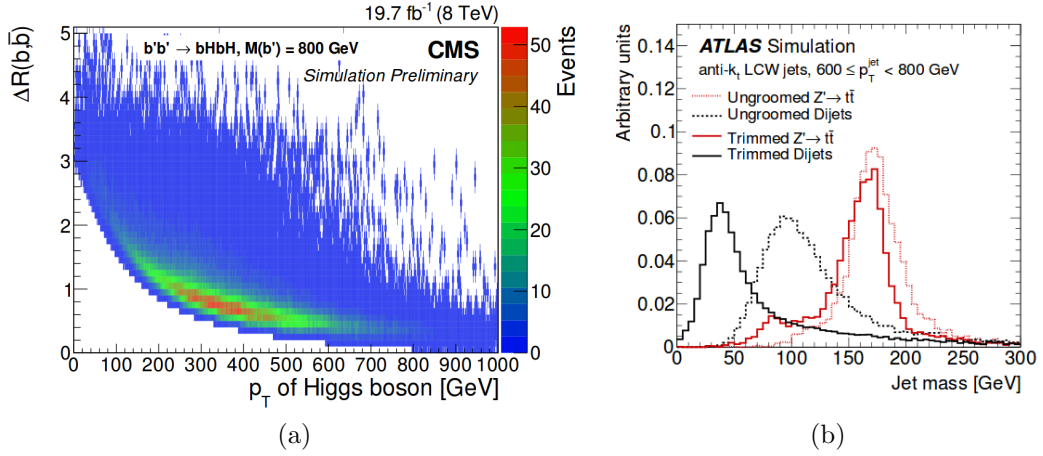 19.7 fb⁻¹ (8 TeV)
b'b' → bHbH, M(b') = 800 GeV
CMS
Simulation Preliminary
ΔR(b,b̄)
5
4
3
2
1
0
0 100 200 300 400 500 600 700 800 900 1000
p_T of Higgs boson [GeV]
50
40
30
20
10
0
Events
(a)
ATLAS Simulation
anti-k_t LCW jets, 600 ≤ p_T^jet < 800 GeV
Ungroomed Z'→ tt̄
Ungroomed Dijets
Trimmed Z'→ tt̄
Trimmed Dijets
Arbitrary units
0.14
0.12
0.1
0.08
0.06
0.04
0.02
0
0 50 100 150 200 250 300
Jet mass [GeV]
(b)